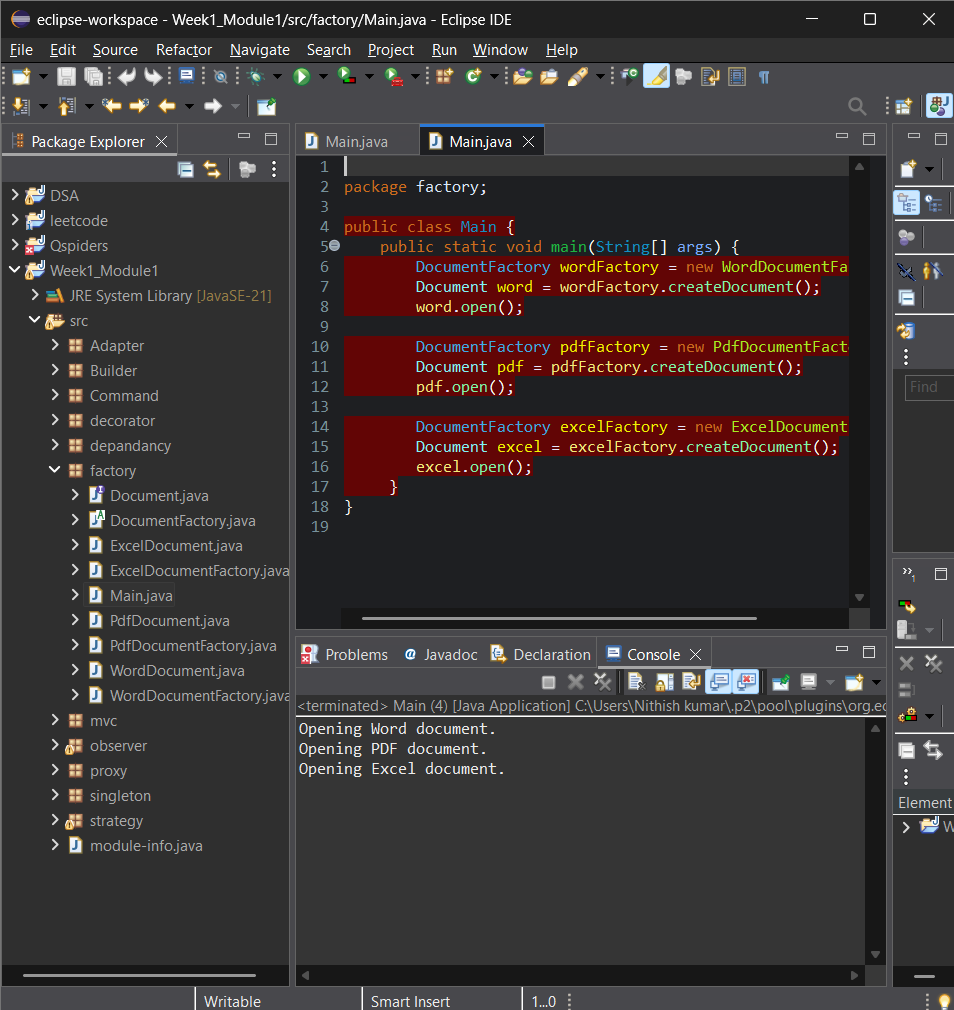 eclipse-workspace - Week1_Module1/src/factory/Main.java - Eclipse IDE
File Edit Source Refactor Navigate Search Project Run Window Help
Package Explorer
DSA
leetcode
Qspiders
Week1_Module1
JRE System Library [JavaSE-21]
src
Adapter
Builder
Command
decorator
depandancy
factory
Document.java
DocumentFactory.java
ExcelDocument.java
ExcelDocumentFactory.java
Main.java
PdfDocument.java
PdfDocumentFactory.java
WordDocument.java
WordDocumentFactory.java
mvc
observer
proxy
singleton
strategy
module-info.java
Main.java
Main.java
1
2 package factory;
3
4 public class Main {
5 public static void main(String[] args) {
6 DocumentFactory wordFactory = new WordDocumentFa
7 Document word = wordFactory.createDocument();
8 word.open();
9
10 DocumentFactory pdfFactory = new PdfDocumentFact
11 Document pdf = pdfFactory.createDocument();
12 pdf.open();
13
14 DocumentFactory excelFactory = new ExcelDocument
15 Document excel = excelFactory.createDocument();
16 excel.open();
17 }
18 }
19
Problems Javadoc Declaration Console
<terminated> Main (4) [Java Application] C:\Users\Nithish kumar\.p2\pool\plugins\org.ec
Opening Word document.
Opening PDF document.
Opening Excel document.
Find
1
Element
W
Writable Smart Insert 1...0